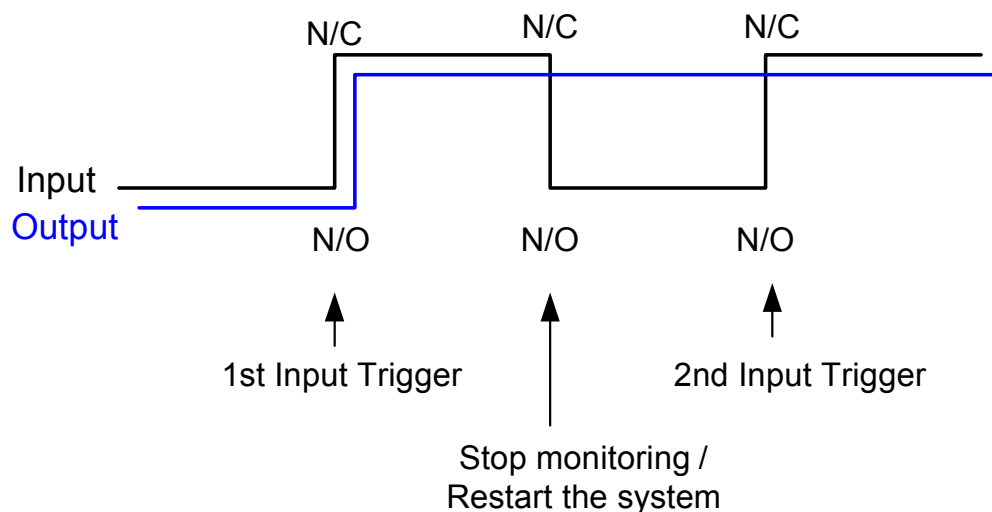 N/C N/C N/C
Input
Output
N/O N/O N/O
1st Input Trigger 2nd Input Trigger
Stop monitoring /
Restart the system